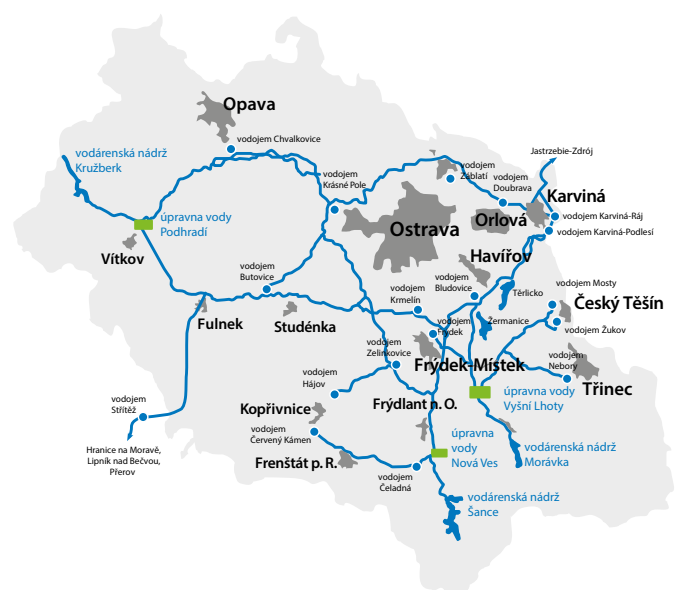 Opava
vodojem Chvalkovice
vodárenská nádrž
Kružberk
Jastrzebie-Zdrój
vodojem
Krásné Pole
vodojem
Záblatí
vodojem
Doubrava
Karviná
úpravna vody
Podhradí
Ostrava
Orlová
vodojem Karviná-Ráj
vodojem Karviná-Podlesí
Vítkov
Havířov
vodojem
Butovice
vodojem
Krmelín
vodojem
Bludovice
Těrlicko
vodojem Mosty
Český Těšín
Fulnek
Studénka
vodojem
Frýdek
Žermanice
vodojem Žukov
vodojem
Zelinkovice
vodojem
Nebory
Frýdek-Místek
Třinec
vodojem
Hájov
úpravna vody
Vyšní Lhoty
vodojem
Střítěž
Kopřivnice
Frýdlant n. O.
vodojem
Červený Kámen
úpravna
vody
Nová Ves
vodárenská nádrž
Morávka
Hranice na Moravě,
Lipník nad Bečvou,
Přerov
Frenštát p. R.
vodojem
Čeladná
vodárenská nádrž
Šance